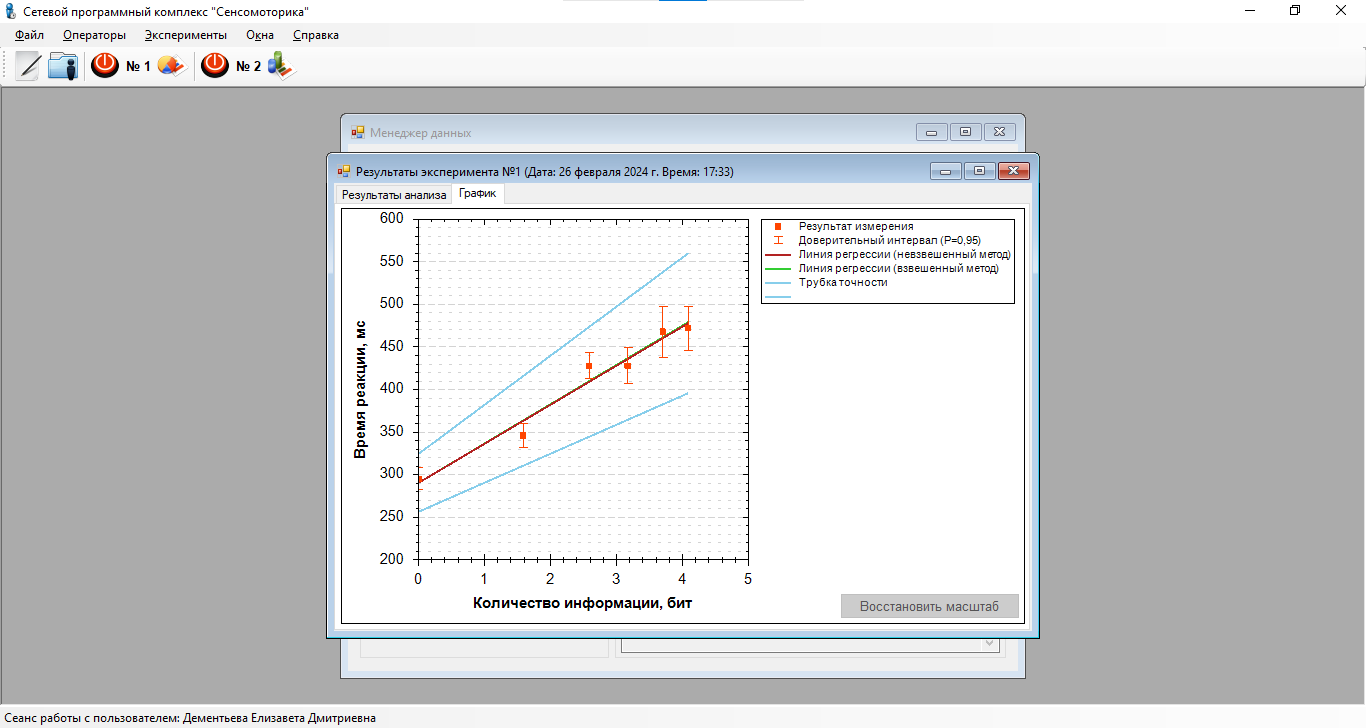 Сетевой программный комплекс "Сенсомоторика"
Файл Операторы Эксперименты Окна Справка
№ 1 № 2
Менеджер данных
Результаты эксперимента №1 (Дата: 26 февраля 2024 г. Время: 17:33)
Результаты анализа График
600
550
500
450
400
350
300
250
200
Время реакции, мс
0 1 2 3 4 5
Количество информации, бит
Результат измерения
Доверительный интервал (P=0,95)
Линия регрессии (невзвешенный метод)
Линия регрессии (взвешенный метод)
Трубка точности
Восстановить масштаб
Сеанс работы с пользователем: Дементьева Елизавета Дмитриевна